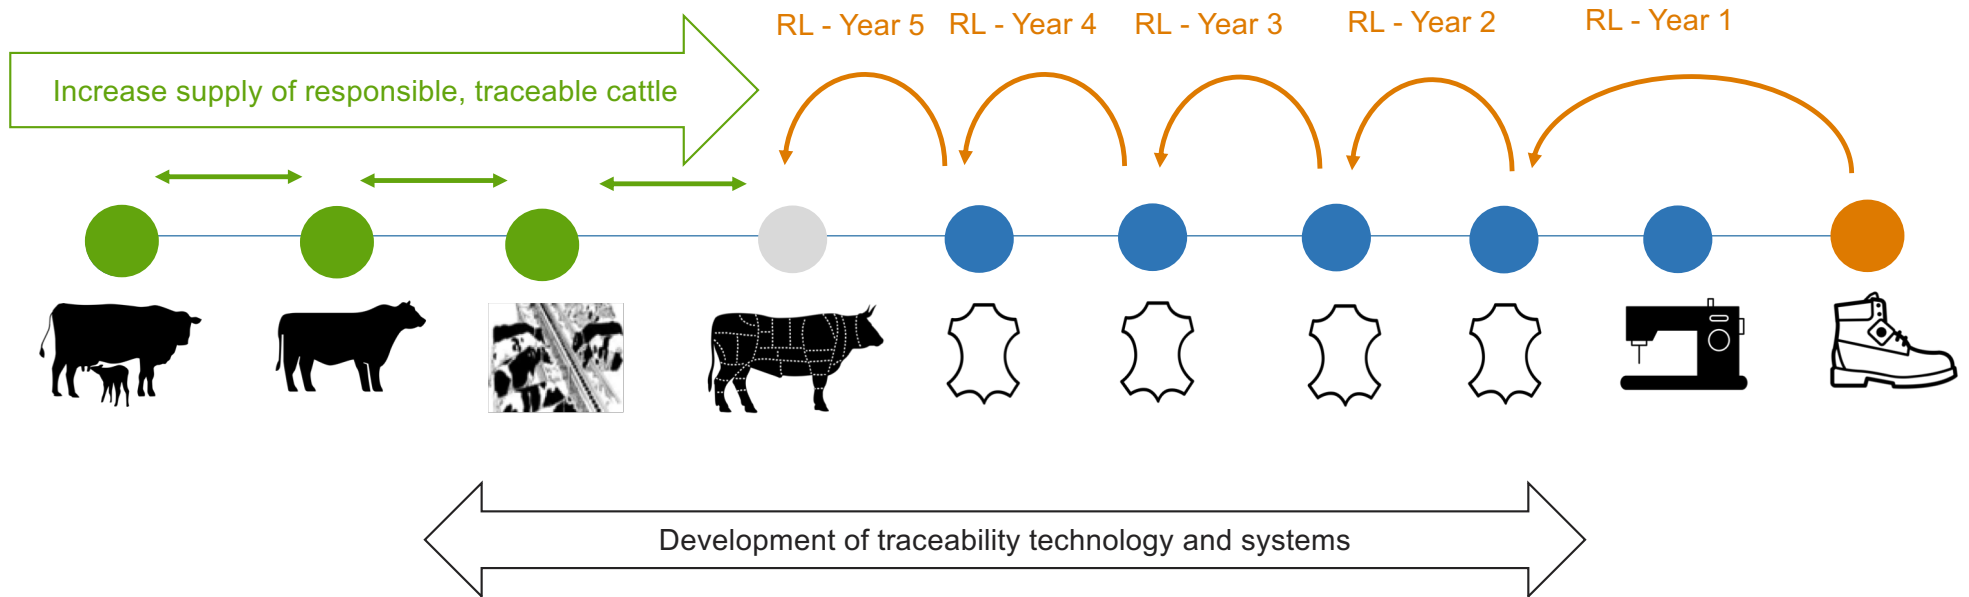 RL - Year 5
RL - Year 4
RL - Year 3
RL - Year 2
RL - Year 1
Increase supply of responsible, traceable cattle
Development of traceability technology and systems